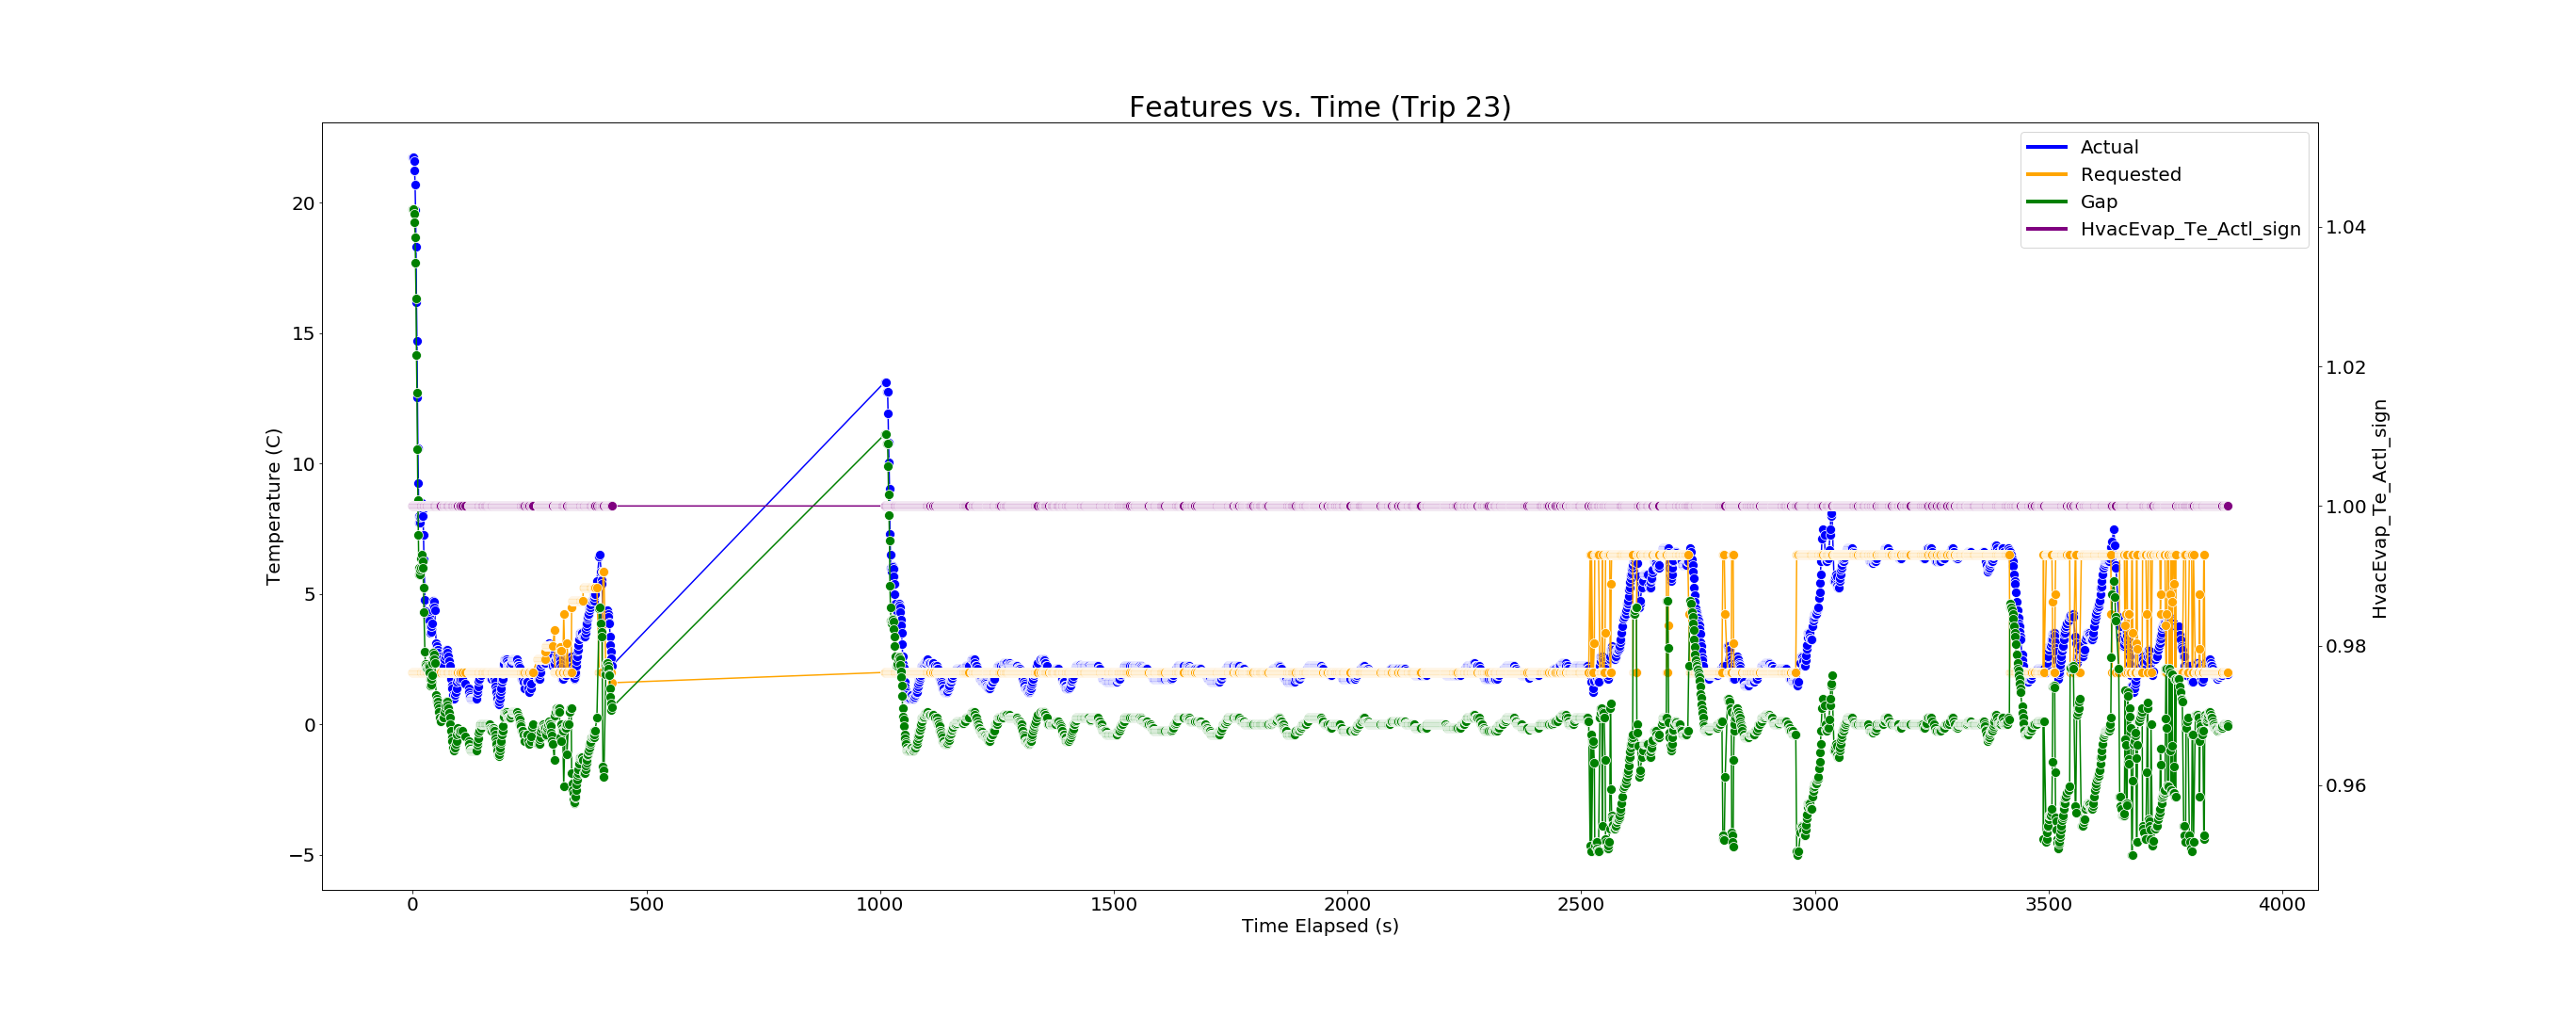 Features vs. Time (Trip 23)
Actual
Requested
Gap
HvacEvap_Te_Actl_sign
Temperature (C)
20
15
10
5
0
−5
1.04
1.02
1.00
0.98
0.96
HvacEvap_Te_Actl_sign
0 500 1000 1500 2000 2500 3000 3500 4000
Time Elapsed (s)